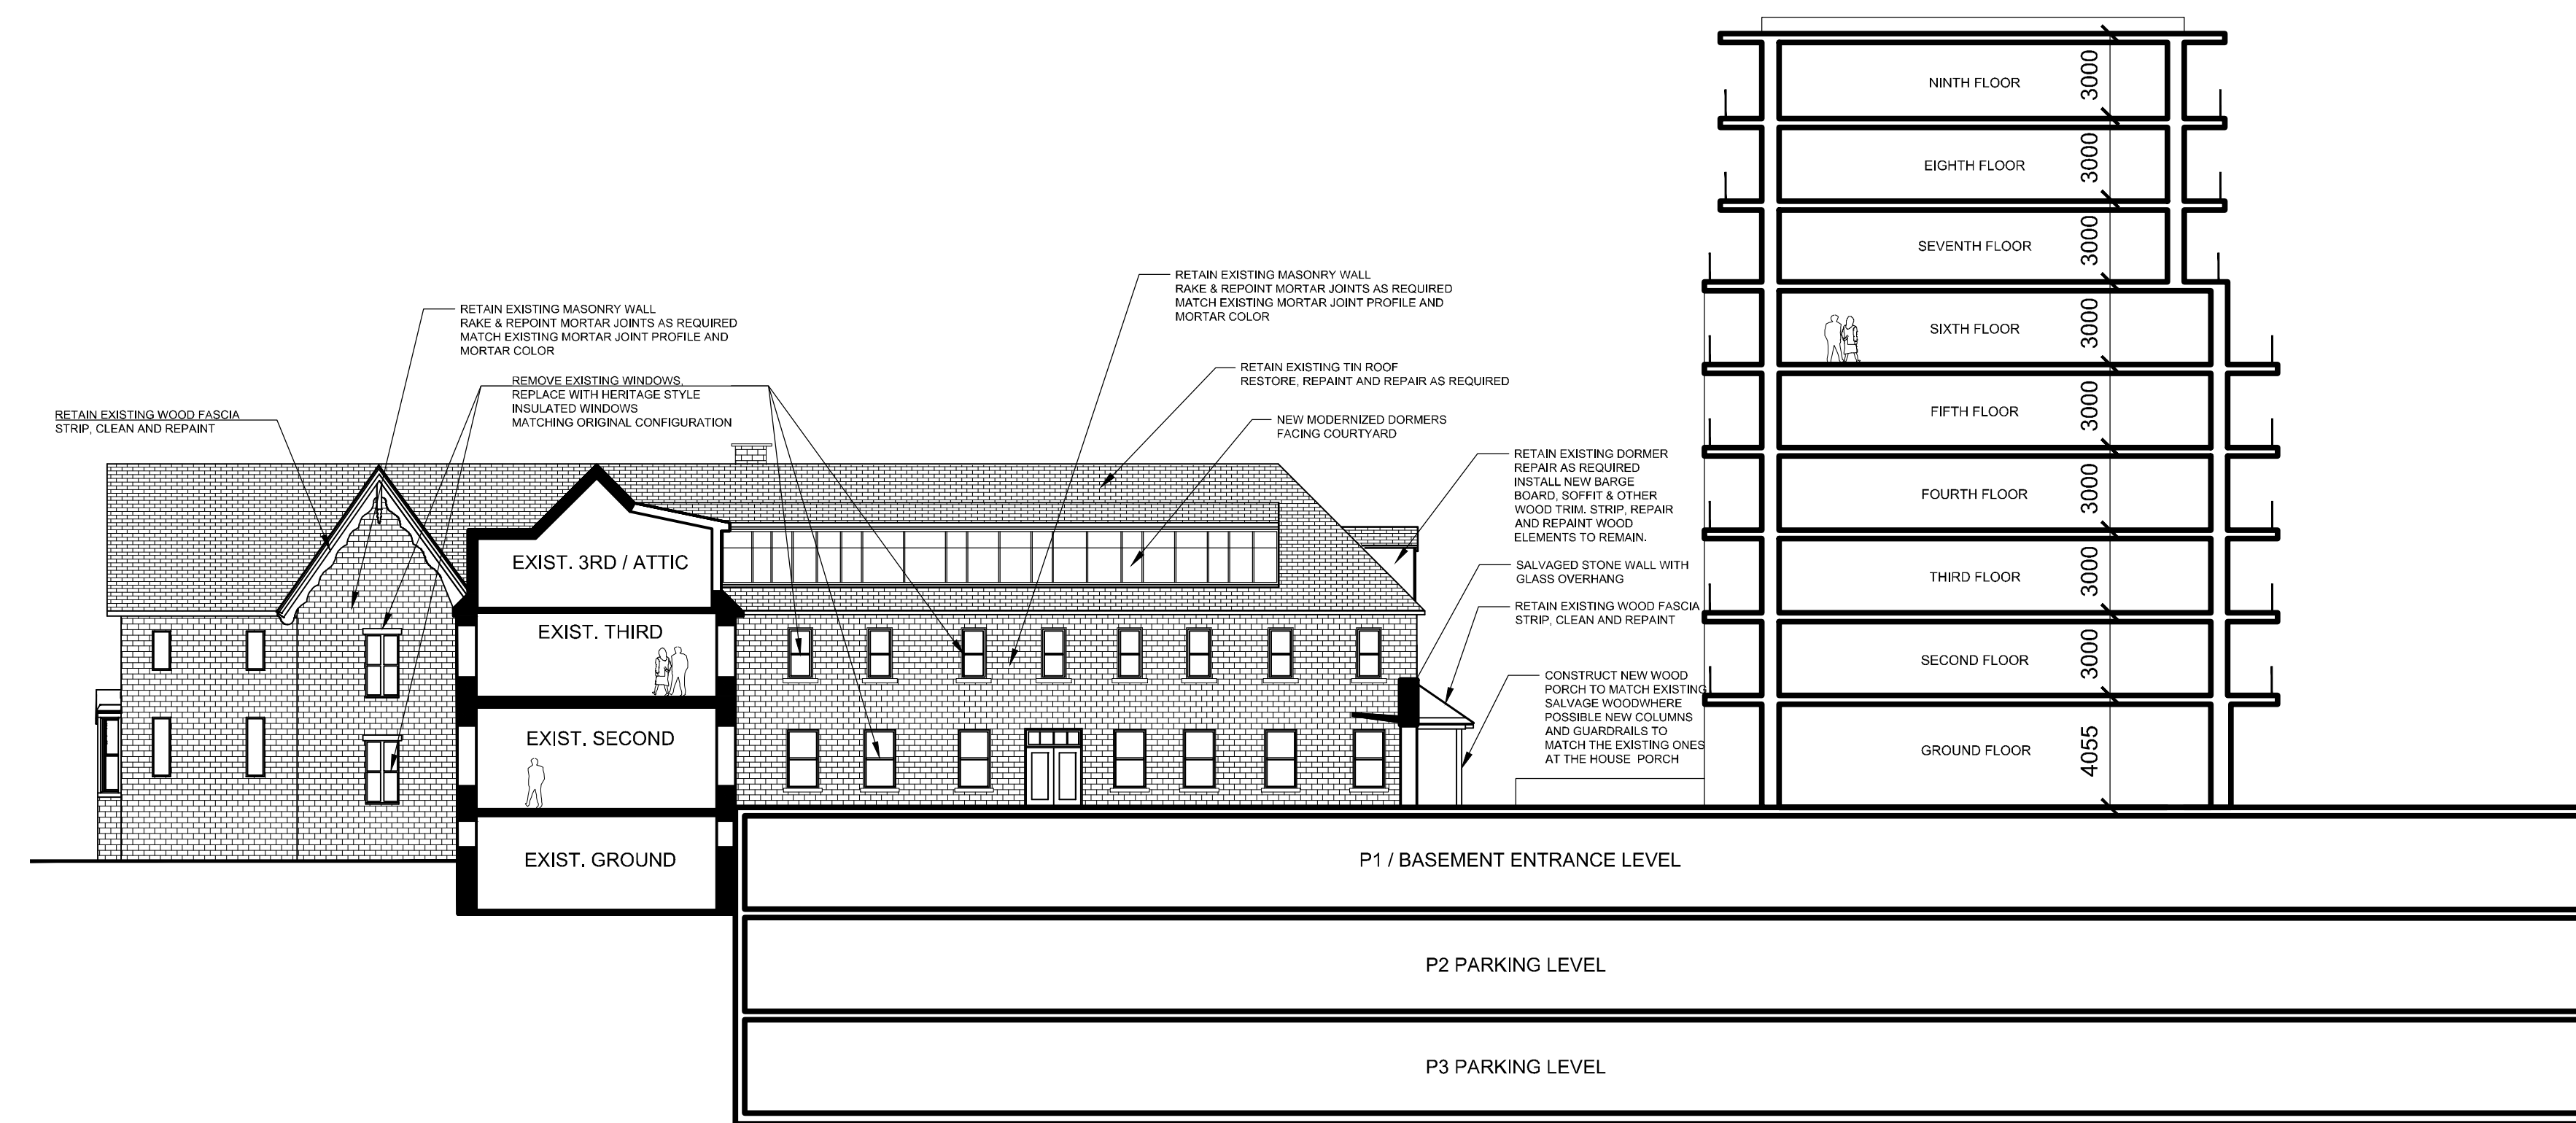 RETAIN EXISTING WOOD FASCIA
STRIP, CLEAN AND REPAINT
RETAIN EXISTING MASONRY WALL
RAKE & REPOINT MORTAR JOINTS AS REQUIRED
MATCH EXISTING MORTAR JOINT PROFILE AND
MORTAR COLOR
REMOVE EXISTING WINDOWS,
REPLACE WITH HERITAGE STYLE
INSULATED WINDOWS
MATCHING ORIGINAL CONFIGURATION
RETAIN EXISTING MASONRY WALL
RAKE & REPOINT MORTAR JOINTS AS REQUIRED
MATCH EXISTING MORTAR JOINT PROFILE AND
MORTAR COLOR
RETAIN EXISTING TIN ROOF
RESTORE, REPAINT AND REPAIR AS REQUIRED
NEW MODERNIZED DORMERS
FACING COURTYARD
RETAIN EXISTING DORMER
REPAIR AS REQUIRED
INSTALL NEW BARGE
BOARD, SOFFIT & OTHER
WOOD TRIM. STRIP, REPAIR
AND REPAINT WOOD
ELEMENTS TO REMAIN.
SALVAGED STONE WALL WITH
GLASS OVERHANG
RETAIN EXISTING WOOD FASCIA
STRIP, CLEAN AND REPAINT
CONSTRUCT NEW WOOD
PORCH TO MATCH EXISTING
SALVAGE WOODWHERE
POSSIBLE NEW COLUMNS
AND GUARDRAILS TO
MATCH THE EXISTING ONES
AT THE HOUSE PORCH
EXIST. 3RD / ATTIC
EXIST. THIRD
EXIST. SECOND
EXIST. GROUND
NINTH FLOOR 3000
EIGHTH FLOOR 3000
SEVENTH FLOOR 3000
SIXTH FLOOR 3000
FIFTH FLOOR 3000
FOURTH FLOOR 3000
THIRD FLOOR 3000
SECOND FLOOR 3000
GROUND FLOOR 4055
P1 / BASEMENT ENTRANCE LEVEL
P2 PARKING LEVEL
P3 PARKING LEVEL